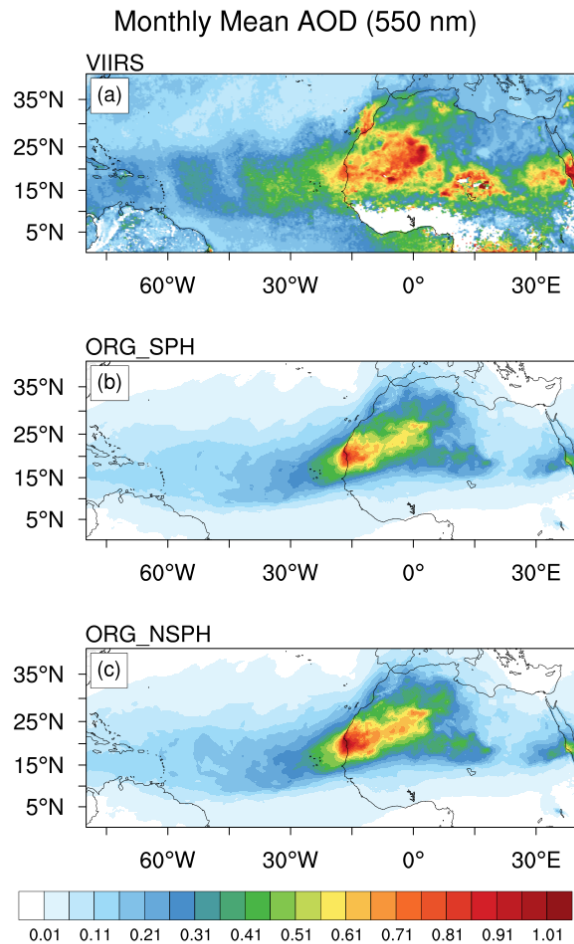 Monthly Mean AOD (550 nm)
VIIRS
(a)
35°N
25°N
15°N
5°N
60°W 30°W 0° 30°E
ORG_SPH
(b)
35°N
25°N
15°N
5°N
60°W 30°W 0° 30°E
ORG_NSPH
(c)
35°N
25°N
15°N
5°N
60°W 30°W 0° 30°E
0.01 0.11 0.21 0.31 0.41 0.51 0.61 0.71 0.81 0.91 1.01